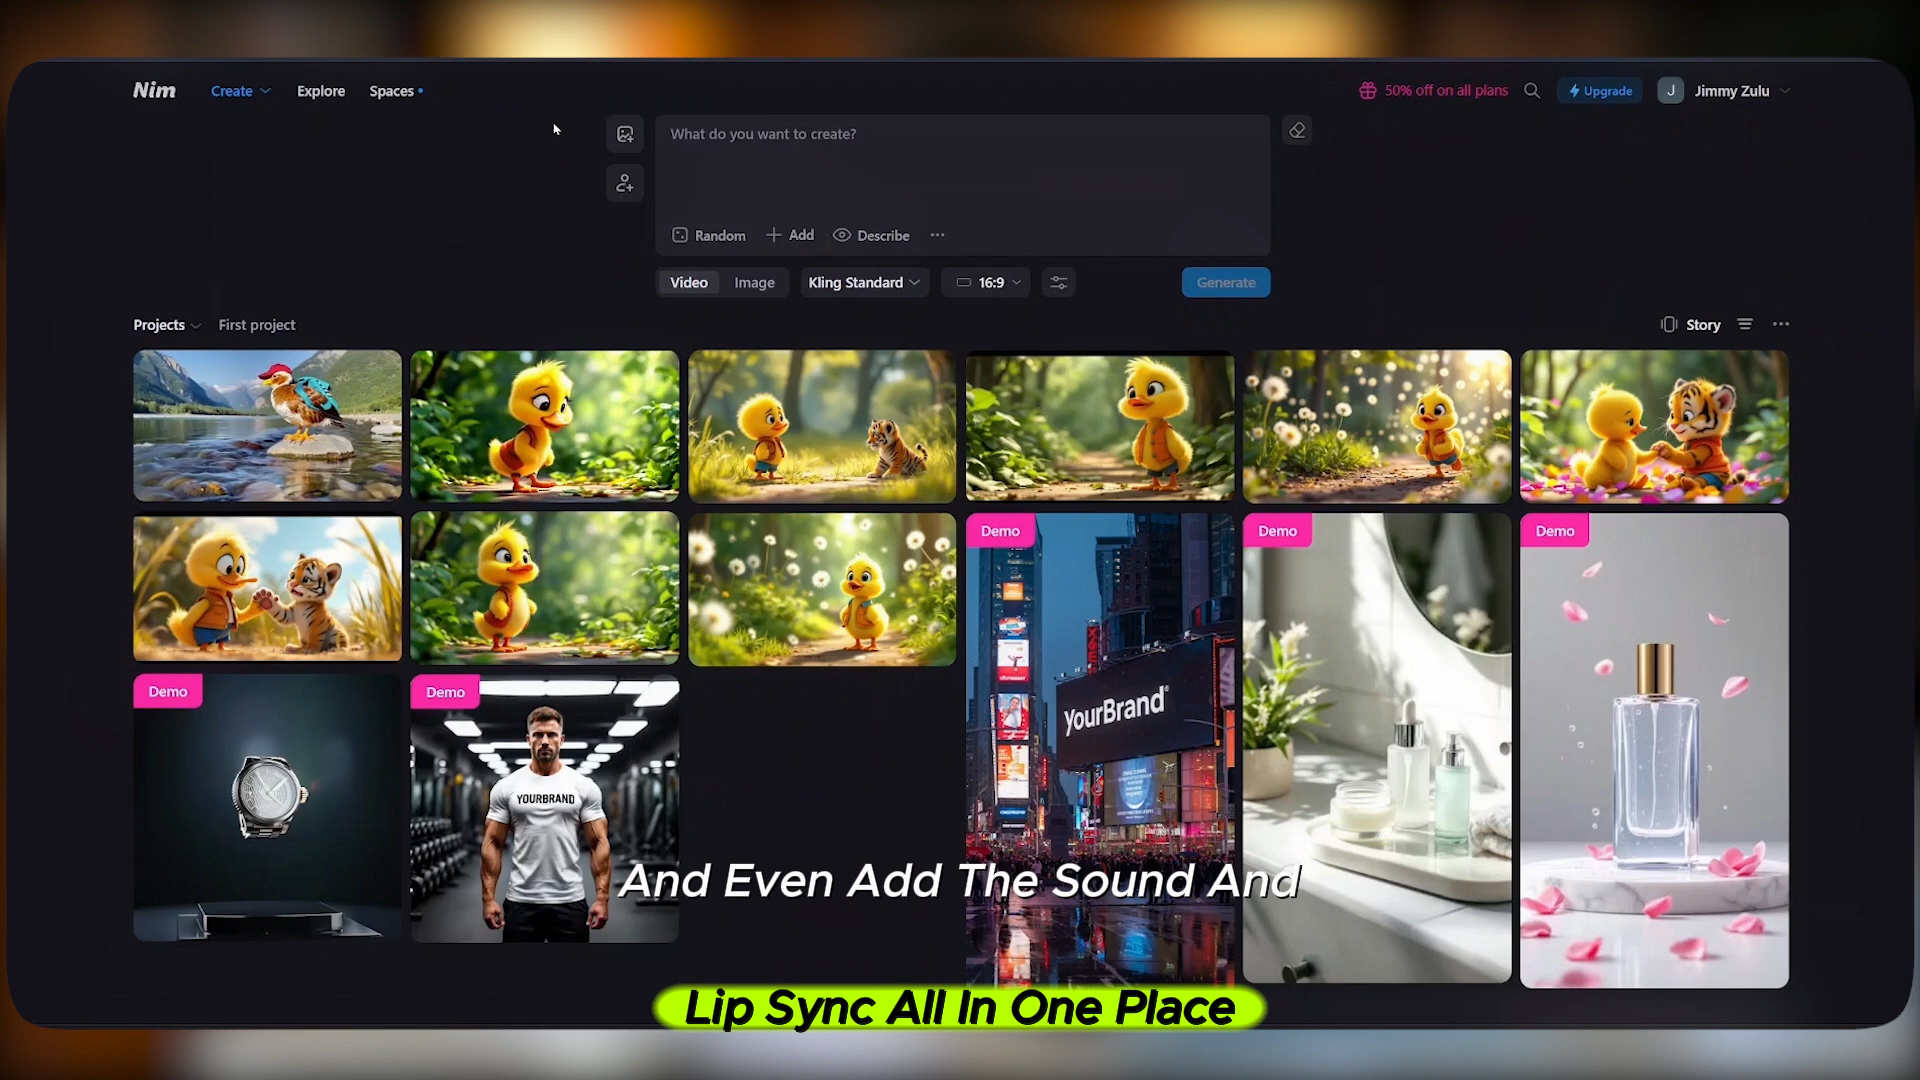 Nim
Create
Explore
Spaces
50% off on all plans
Upgrade
J
Jimmy Zulu
What do you want to create?
Random
Add
Describe
Video
Image
Kling Standard
16:9
Generate
Projects
First project
Story
Demo
Demo
Demo
YourBrand
Demo
Demo
YOURBRAND
And Even Add The Sound And
Lip Sync All In One Place